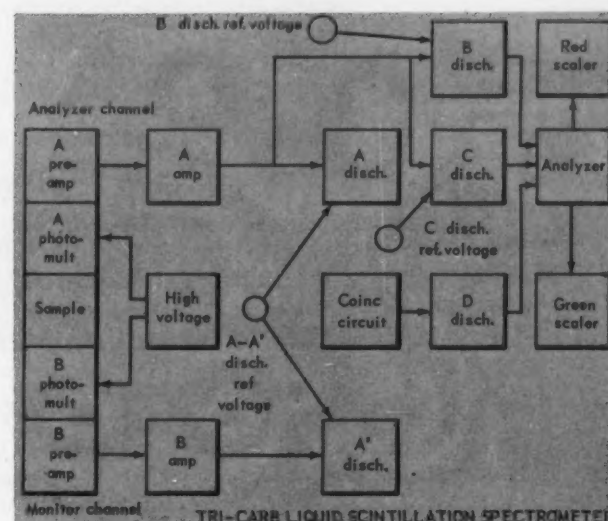 B disch. ref. voltage
B
disch.
Red
scaler
Analyzer channel
A
pre-
amp
A
amp
A
disch.
C
disch.
Analyzer
A
photo-
mult
C disch.
ref. voltage
Sample
High
voltage
Coinc
circuit
D
disch.
Green
scaler
A-A'
disch.
ref
voltage
B
photo-
mult
B
pre-
amp
B
amp
A'
disch.
Monitor channel
TRI-CARB LIQUID SCINTILLATION SPECTROMETER